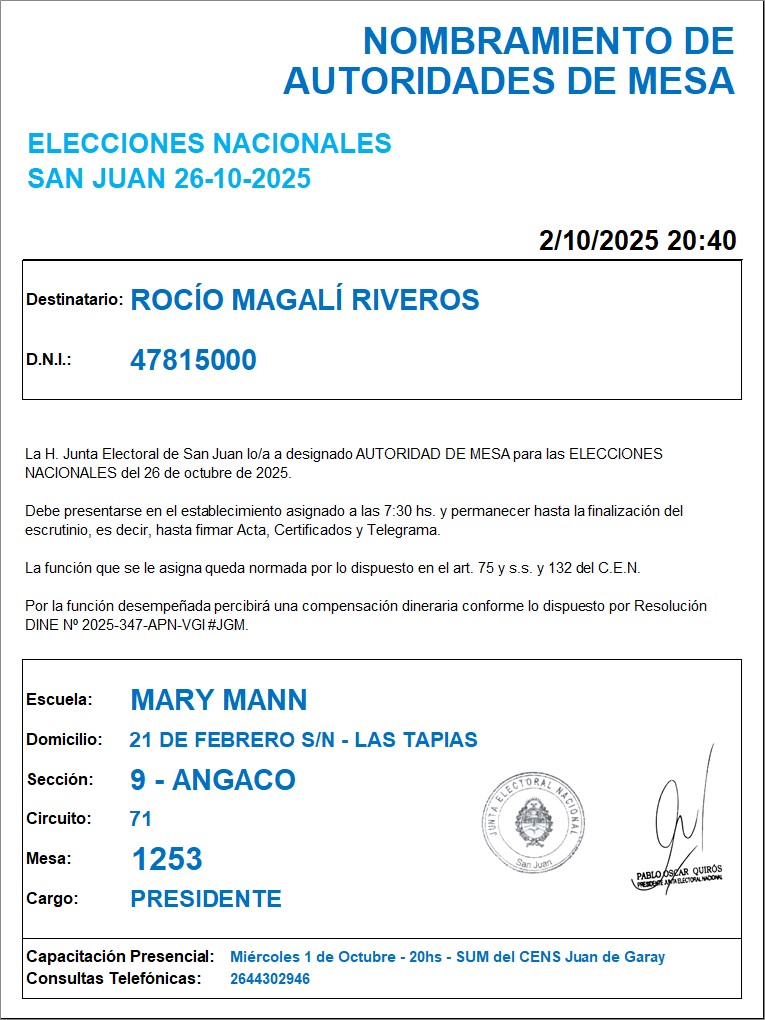 NOMBRAMIENTO DE
AUTORIDADES DE MESA
ELECCIONES NACIONALES
SAN JUAN 26-10-2025
2/10/2025 20:40
Destinatario: ROCÍO MAGALÍ RIVEROS
D.N.I.: 47815000
La H. Junta Electoral de San Juan lo/a a designado AUTORIDAD DE MESA para las ELECCIONES
NACIONALES del 26 de octubre de 2025.
Debe presentarse en el establecimiento asignado a las 7:30 hs. y permanecer hasta la finalización del
escrutinio, es decir, hasta firmar Acta, Certificados y Telegrama.
La función que se le asigna queda normada por lo dispuesto en el art. 75 y s.s. y 132 del C.E.N.
Por la función desempeñada percibirá una compensación dineraria conforme lo dispuesto por Resolución
DINE Nº 2025-347-APN-VGI#JGM.
Escuela: MARY MANN
Domicilio: 21 DE FEBRERO S/N - LAS TAPIAS
Sección: 9 - ANGACO
Circuito: 71
Mesa: 1253
Cargo: PRESIDENTE
JUNTA ELECTORAL NACIONAL
San Juan
PABLO OSCAR QUIRÓS
PRESIDENTE JUNTA ELECTORAL NACIONAL
Capacitación Presencial: Miércoles 1 de Octubre - 20hs - SUM del CENS Juan de Garay
Consultas Telefónicas: 2644302946